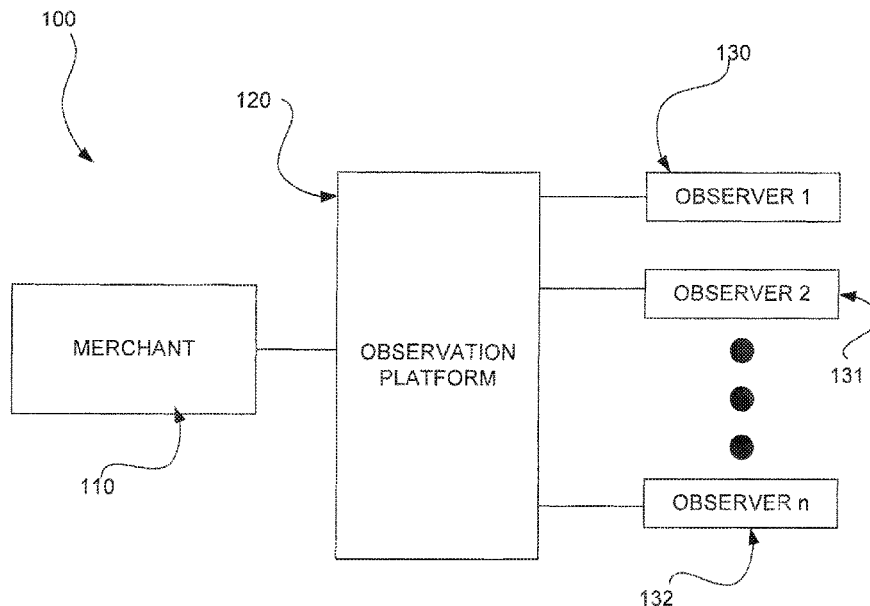 100
130
120
OBSERVER 1
OBSERVER 2
MERCHANT
OBSERVATION
PLATFORM
131
110
OBSERVER n
132